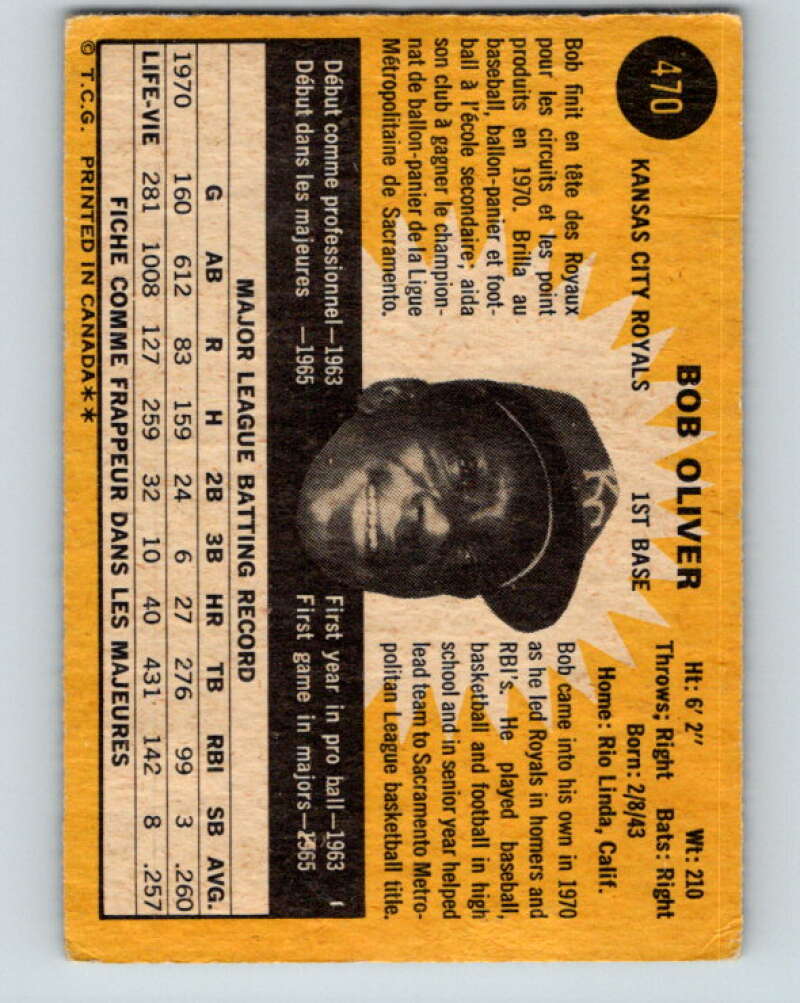 470
BOB OLIVER
KANSAS CITY ROYALS 1ST BASE
Ht: 6' 2" Wt: 210
Throws; Right Bats: Right
Born: 2/8/43
Home: Rio Linda, Calif.
Bob finit en tête des Royaux
pour les circuits et les point
produits en 1970. Brilla au
baseball, ballon-panier et foot-
ball à l'école secondaire; aida
son club à gagner le champion-
nat de ballon-panier de la Ligue
Métropolitaine de Sacramento.
KC
Bob came into his own in 1970
as he led Royals in homers and
RBI's. He played baseball,
basketball and football in high
school and in senior year helped
lead team to Sacramento Metro-
politan League basketball title.
Début comme professionnel—1963
Début dans les majeures —1965
First year in pro ball—1963
First game in majors—1965
MAJOR LEAGUE BATTING RECORD
G AB R H 2B 3B HR TB RBI SB AVG.
1970 160 612 83 159 24 6 27 276 99 3 .260
LIFE-VIE 281 1008 127 259 32 10 40 431 142 8 .257
FICHE COMME FRAPPEUR DANS LES MAJEURES
© T.C.G. PRINTED IN CANADA**